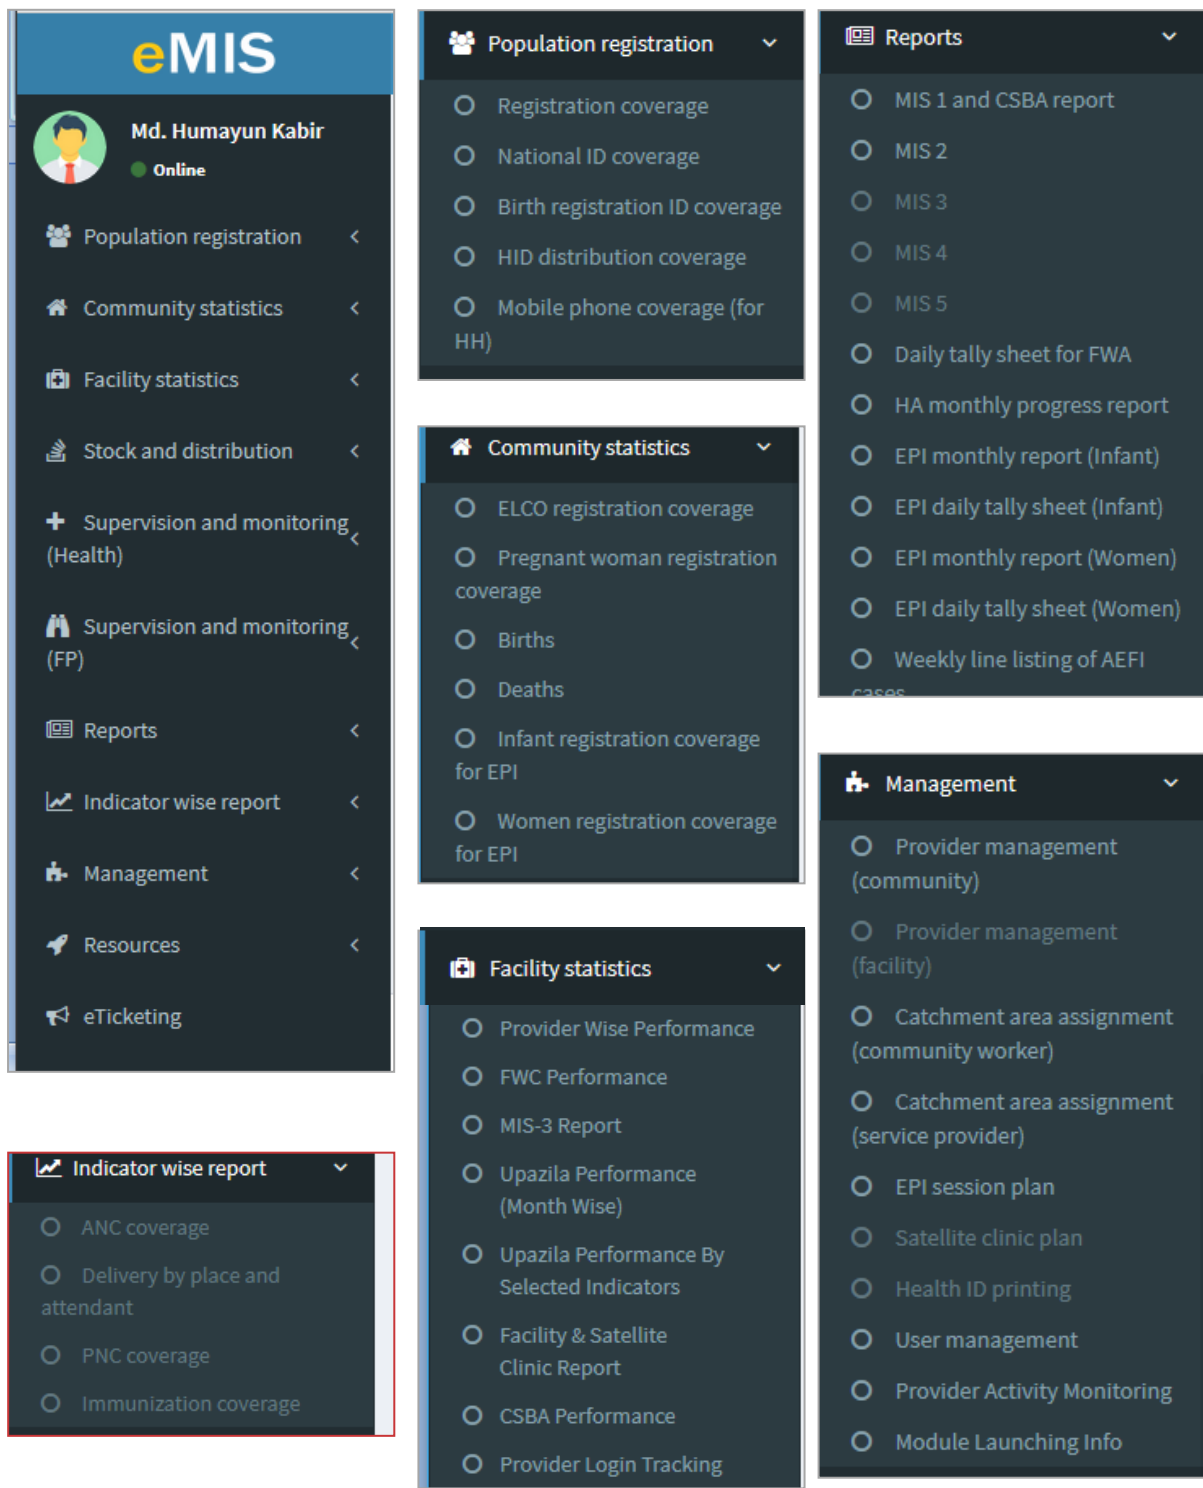 eMIS
Md. Humayun Kabir
Online
Population registration
Community statistics
Facility statistics
Stock and distribution
Supervision and monitoring
(Health)
Supervision and monitoring
(FP)
Reports
Indicator wise report
Management
Resources
eTicketing
Indicator wise report
ANC coverage
Delivery by place and
attendant
PNC coverage
Immunization coverage
Population registration
Registration coverage
National ID coverage
Birth registration ID coverage
HID distribution coverage
Mobile phone coverage (for
HH)
Community statistics
ELCO registration coverage
Pregnant woman registration
coverage
Births
Deaths
Infant registration coverage
for EPI
Women registration coverage
for EPI
Facility statistics
Provider Wise Performance
FWC Performance
MIS-3 Report
Upazila Performance
(Month Wise)
Upazila Performance By
Selected Indicators
Facility & Satellite
Clinic Report
CSBA Performance
Provider Login Tracking
Reports
MIS 1 and CSBA report
MIS 2
MIS 3
MIS 4
MIS 5
Daily tally sheet for FWA
HA monthly progress report
EPI monthly report (Infant)
EPI daily tally sheet (Infant)
EPI monthly report (Women)
EPI daily tally sheet (Women)
Weekly line listing of AEFI
cases
Management
Provider management
(community)
Provider management
(facility)
Catchment area assignment
(community worker)
Catchment area assignment
(service provider)
EPI session plan
Satellite clinic plan
Health ID printing
User management
Provider Activity Monitoring
Module Launching Info